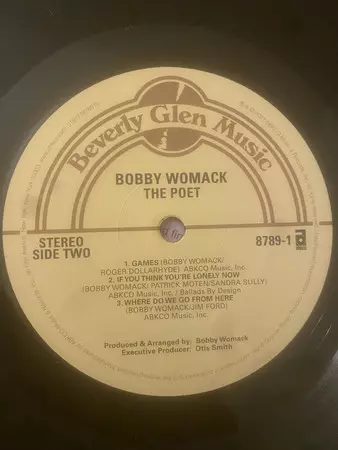 Beverly Glen Music
BOBBY WOMACK
THE POET
STEREO
SIDE TWO
8789-1
1. GAMES (BOBBY WOMACK/
ROGER DOLLARHYDE) ABKCO Music, Inc.
2. IF YOU THINK YOU'RE LONELY NOW
(BOBBY WOMACK/ PATRICK MOTEN/SANDRA SULLY)
ABKCO Music, Inc. / Ballads By Design
3. WHERE DO WE GO FROM HERE
(BOBBY WOMACK/JIM FORD)
ABKCO Music, Inc.
Produced & Arranged by: Bobby Womack
Executive Producer: Otis Smith